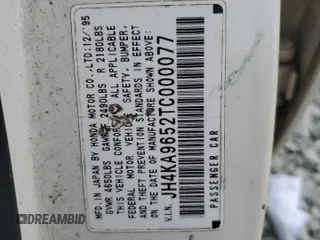 MFD. IN JAPAN BY HONDA MOTOR CO.,LTD:12/'95
GVWR 4650LBS GAWR F 2490LBS R 2180LBS
THIS VEHICLE CONFORMS TO ALL APPLICABLE
FEDERAL MOTOR VEHICLE SAFETY, BUMPER,
AND THEFT PREVENTION STANDARDS IN EFFECT
ON THE DATE OF MANUFACTURE SHOWN ABOVE.
V.I.N. JH4KA9652TC000077
PASSENGER CAR
DIRECTWHOLESALE